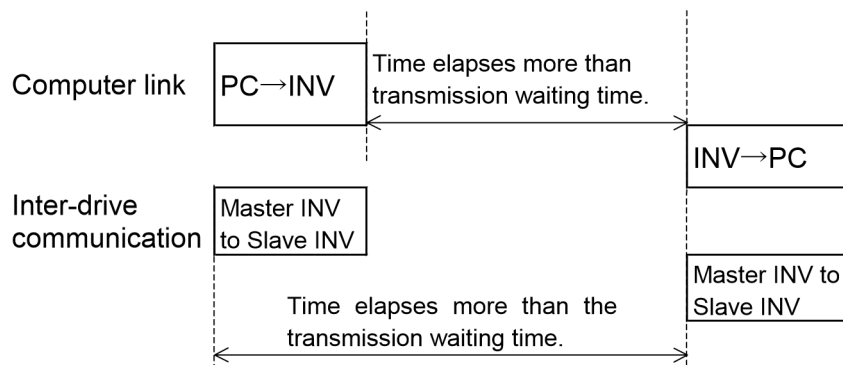 Computer link
PC→INV
Time elapses more than
transmission waiting time.
INV→PC
Inter-drive
communication
Master INV
to Slave INV
Master INV to
Slave INV
Time elapses more than the
transmission waiting time.